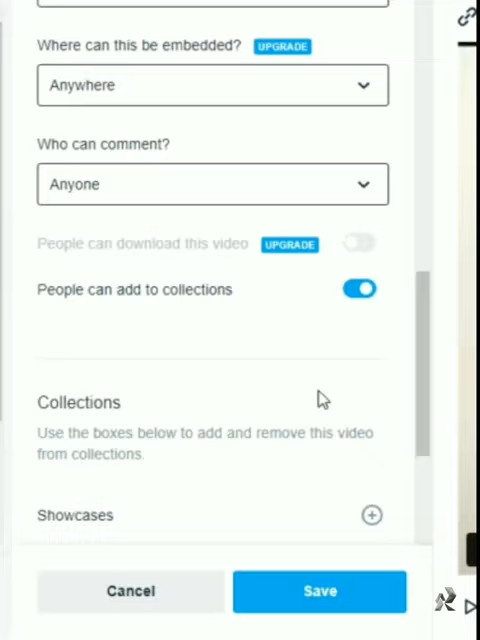 Where can this be embedded? UPGRADE
Anywhere
Who can comment?
Anyone
People can download this video UPGRADE
People can add to collections
Collections
Use the boxes below to add and remove this video
from collections.
Showcases
Cancel Save